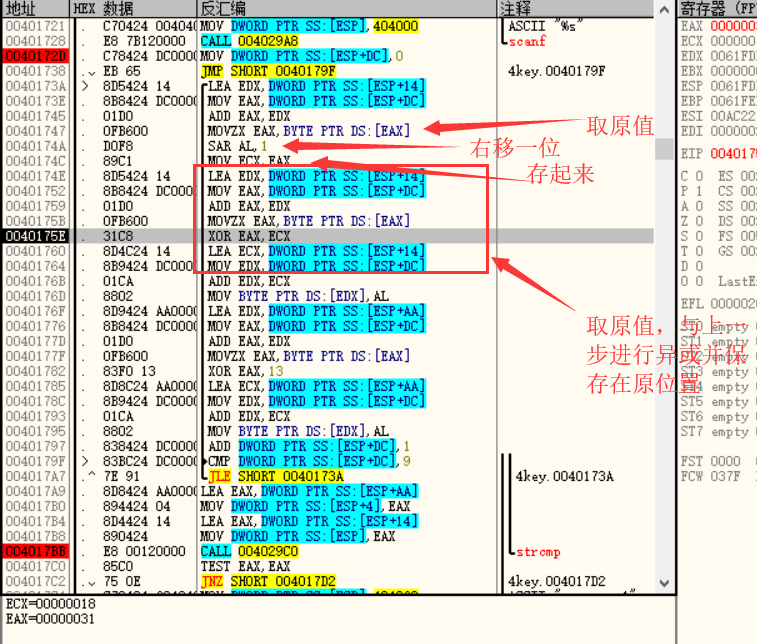 地址 HEX 数据 反汇编 注释 寄存器 (FP
00401721 . C70424 00404( MOV DWORD PTR SS:[ESP],404000 ASCII "%s" EAX 000000
00401728 . E8 7B120000 CALL 004029A8 scanf ECX 000000
0040172D . C78424 DC000( MOV DWORD PTR SS:[ESP+DC],0 EDX 0061FD
00401738 . EB 65 JMP SHORT 0040179F 4key.0040179F EBX 000000
0040173A > 8D5424 14 LEA EDX,DWORD PTR SS:[ESP+14] ESP 0061FD
0040173E . 8B8424 DC000( MOV EAX,DWORD PTR SS:[ESP+DC] EBP 0061FE
00401745 . 01D0 ADD EAX,EDX ESI 00AC22
00401747 . 0FB600 MOVZX EAX,BYTE PTR DS:[EAX] 取原值 EDI 000000
0040174A . D0F8 SAR AL,1 右移一位
0040174C . 89C1 MOV ECX,EAX 存起来 EIP 004017
0040174E . 8D5424 14 LEA EDX,DWORD PTR SS:[ESP+14] C 0 ES 00
00401752 . 8B8424 DC000( MOV EAX,DWORD PTR SS:[ESP+DC] P 1 CS 00
00401759 . 01D0 ADD EAX,EDX A 0 SS 00
0040175B . 0FB600 MOVZX EAX,BYTE PTR DS:[EAX] Z 0 DS 00
0040175E . 31C8 XOR EAX,ECX S 0 FS 00
00401760 . 8D4C24 14 LEA ECX,DWORD PTR SS:[ESP+14] T 0 GS 00
00401764 . 8B9424 DC000( MOV EDX,DWORD PTR SS:[ESP+DC] D 0
0040176B . 01CA ADD EDX,ECX O 0 LastE
0040176D . 8802 MOV BYTE PTR DS:[EDX],AL
0040176F . 8D9424 AA000( LEA EDX,DWORD PTR SS:[ESP+AA] EFL 000002
00401776 . 8B8424 DC000( MOV EAX,DWORD PTR SS:[ESP+DC] 取原值，与上一 ST0 empty
0040177D . 01D0 ADD EAX,EDX ST1
0040177F . 0FB600 MOVZX EAX,BYTE PTR DS:[EAX] 步进行异或并保
00401782 . 83F0 13 XOR EAX,13 ST3
00401785 . 8D8C24 AA000( LEA ECX,DWORD PTR SS:[ESP+AA] 存在原位置
0040178C . 8B9424 DC000( MOV EDX,DWORD PTR SS:[ESP+DC] ST5 empty
00401793 . 01CA ADD EDX,ECX ST6 empty
00401795 . 8802 MOV BYTE PTR DS:[EDX],AL ST7 empty
00401797 . 838424 DC000( ADD DWORD PTR SS:[ESP+DC],1
0040179F > 83BC24 DC000( CMP DWORD PTR SS:[ESP+DC],9 FST 0000
004017A7 .^ 7E 91 JLE SHORT 0040173A 4key.0040173A FCW 037F
004017A9 . 8D8424 AA000( LEA EAX,DWORD PTR SS:[ESP+AA]
004017B0 . 894424 04 MOV DWORD PTR SS:[ESP+4],EAX
004017B4 . 8D4424 14 LEA EAX,DWORD PTR SS:[ESP+14]
004017B8 . 890424 MOV DWORD PTR SS:[ESP],EAX
004017BB . E8 00120000 CALL 004029C0 strcmp
004017C0 . 85C0 TEST EAX,EAX
004017C2 . 75 0E JNZ SHORT 004017D2 4key.004017D2
ECX=00000018
EAX=00000031